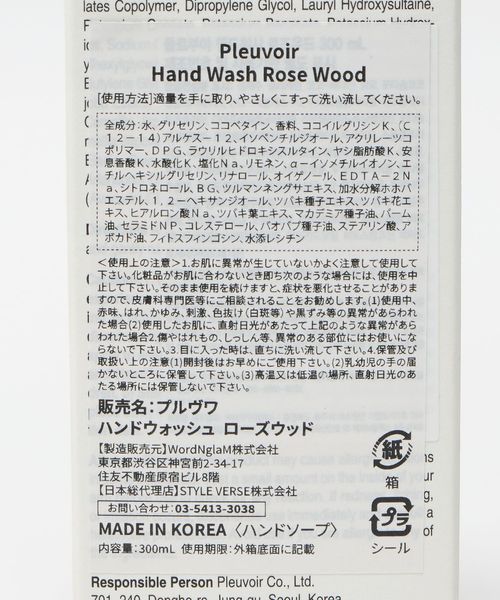 lates Copolymer, Dipropylene Glycol, Lauryl Hydroxysultaine,
Pleuvoir
Hand Wash Rose Wood
[使用方法]適量を手に取り、やさしくこすって洗い流してください。
全成分:水、グリセリン、ココベタイン、香料、ココイルグリシンK、(C
12-14)アルケス-12、イソペンチルジオール、アクリレーツコ
ポリマー、DPG、ラウリルヒドロキシスルタイン、ヤシ脂肪酸K、安
息香酸K、水酸化K、塩化Na、リモネン、α-イソメチルイオノン、エ
チルヘキシルグリセリン、リナロール、オイゲノール、EDTA-2N
a、シトロネロール、BG、ツルマンネングサエキス、加水分解ホホバ
エステル、1,2-ヘキサンジオール、ツバキ種子エキス、ツバキ花エ
キス、ヒアルロン酸Na、ツバキ葉エキス、マカデミア種子油、パーム
油、セラミドNP、コレステロール、バオバブ種子油、ステアリン酸、ア
ボカド油、フィトスフィンゴシン、水添レシチン
<使用上の注意>1.お肌に異常が生じていないかよく注意して使用して
下さい。化粧品がお肌に合わないとき即ち次のような場合には、使用を中
止して下さい。そのまま使用を続けますと、症状を悪化させることがありま
すので、皮膚科専門医等にご相談されることをお勧めします。(1)使用中、
赤味、はれ、かゆみ、刺激、色抜け(白斑等)や黒ずみ等の異常があらわれ
た場合(2)使用したお肌に、直射日光があたって上記のような異常があら
われた場合2.傷やはれもの、しっしん等、異常のある部位にはお使いにな
らないで下さい。3.目に入った時は、直ちに洗い流して下さい。4.保管及び
取扱い上の注意(1)開封後はお早めにご使用下さい。(2)乳幼児の手の届
かないところに保管して下さい。(3)高温又は低温の場所、直射日光のあ
たる場所には保管しないで下さい。
販売名:プルヴワ
ハンドウォッシュ ローズウッド
【製造販売元】WordNglaM株式会社
東京都渋谷区神宮前2-34-17
住友不動産原宿ビル8階
【日本総代理店】STYLE VERSE株式会社
お問い合わせ:03-5413-3038
MADE IN KOREA〈ハンドソープ〉
内容量:300mL 使用期限:外箱底面に記載
紙
箱
プラ
シール
Responsible Person Pleuvoir Co., Ltd.